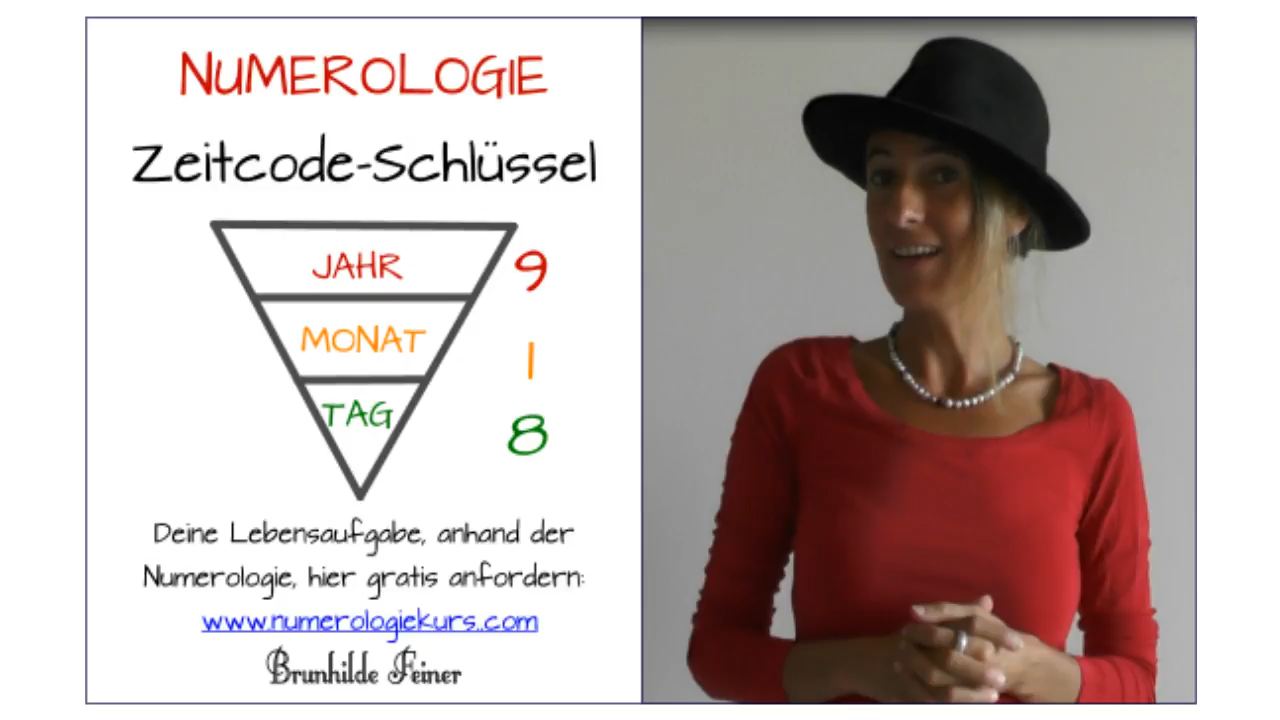 NUMEROLOGIE
Zeitcode-Schlüssel
JAHR 9
MONAT 1
TAG 8
Deine Lebensaufgabe, anhand der
Numerologie, hier gratis anfordern:
www.numerologiekurs.com
Brunhilde Feiner